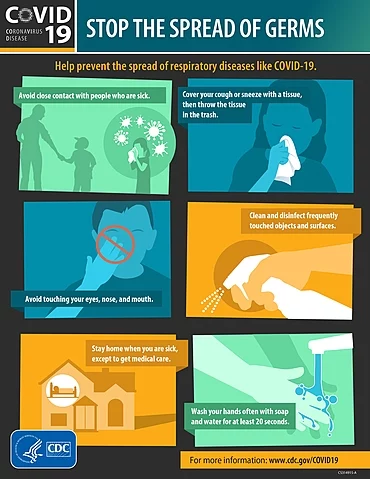 COVID
CORONAVIRUS
DISEASE
19
STOP THE SPREAD OF GERMS
Help prevent the spread of respiratory diseases like COVID-19.
Avoid close contact with people who are sick.
Cover your cough or sneeze with a tissue,
then throw the tissue
in the trash.
Avoid touching your eyes, nose, and mouth.
Clean and disinfect frequently
touched objects and surfaces.
Stay home when you are sick,
except to get medical care.
Wash your hands often with soap
and water for at least 20 seconds.
CDC
For more information: www.cdc.gov/COVID19